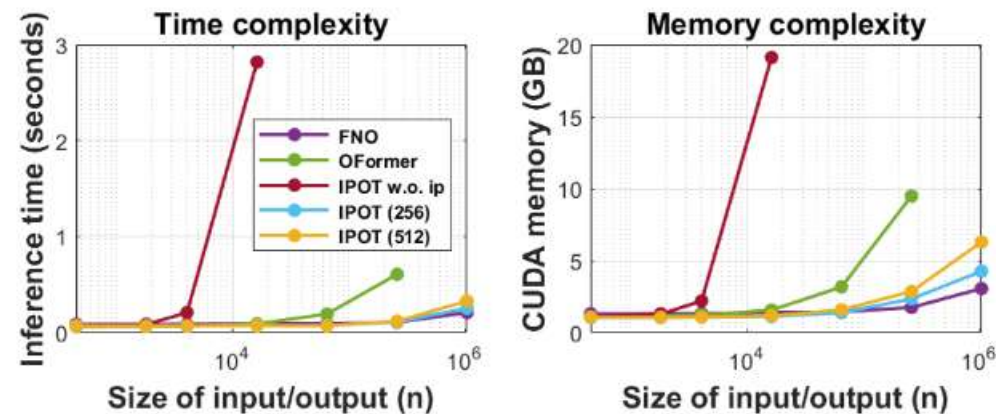 Time complexity
Inference time (seconds)
3
2
1
0
10^4
10^6
Size of input/output (n)
FNO
OFormer
IPOT w.o. ip
IPOT (256)
IPOT (512)
Memory complexity
CUDA memory (GB)
20
15
10
5
0
10^4
10^6
Size of input/output (n)